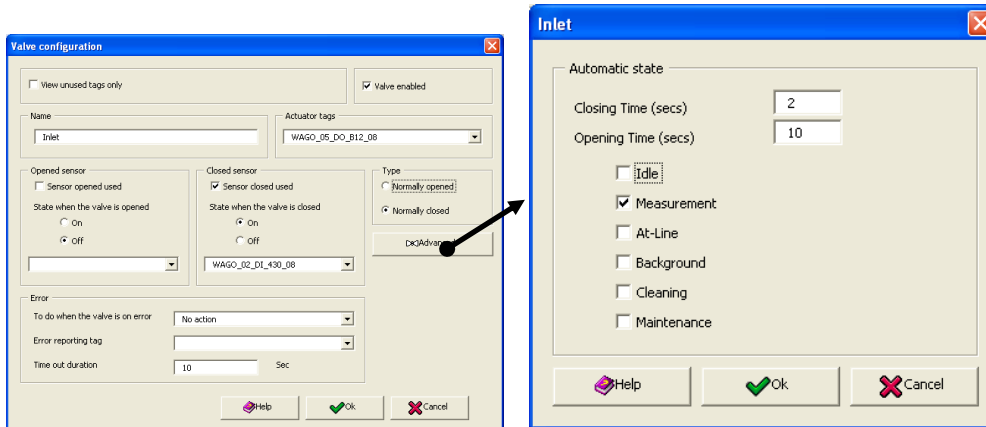 Valve configuration
View unused tags only
Valve enabled
Name
Inlet
Actuator tags
WAGO_05_DO_B12_08
Opened sensor
Sensor opened used
State when the valve is opened
On
Off
Closed sensor
Sensor closed used
State when the valve is closed
On
Off
WAGO_02_DI_430_08
Type
Normally opened
Normally closed
Advanced
Error
To do when the valve is on error
No action
Error reporting tag
Time out duration
10
Sec
Help
Ok
Cancel
Inlet
Automatic state
Closing Time (secs)
2
Opening Time (secs)
10
Idle
Measurement
At-Line
Background
Cleaning
Maintenance
Help
Ok
Cancel